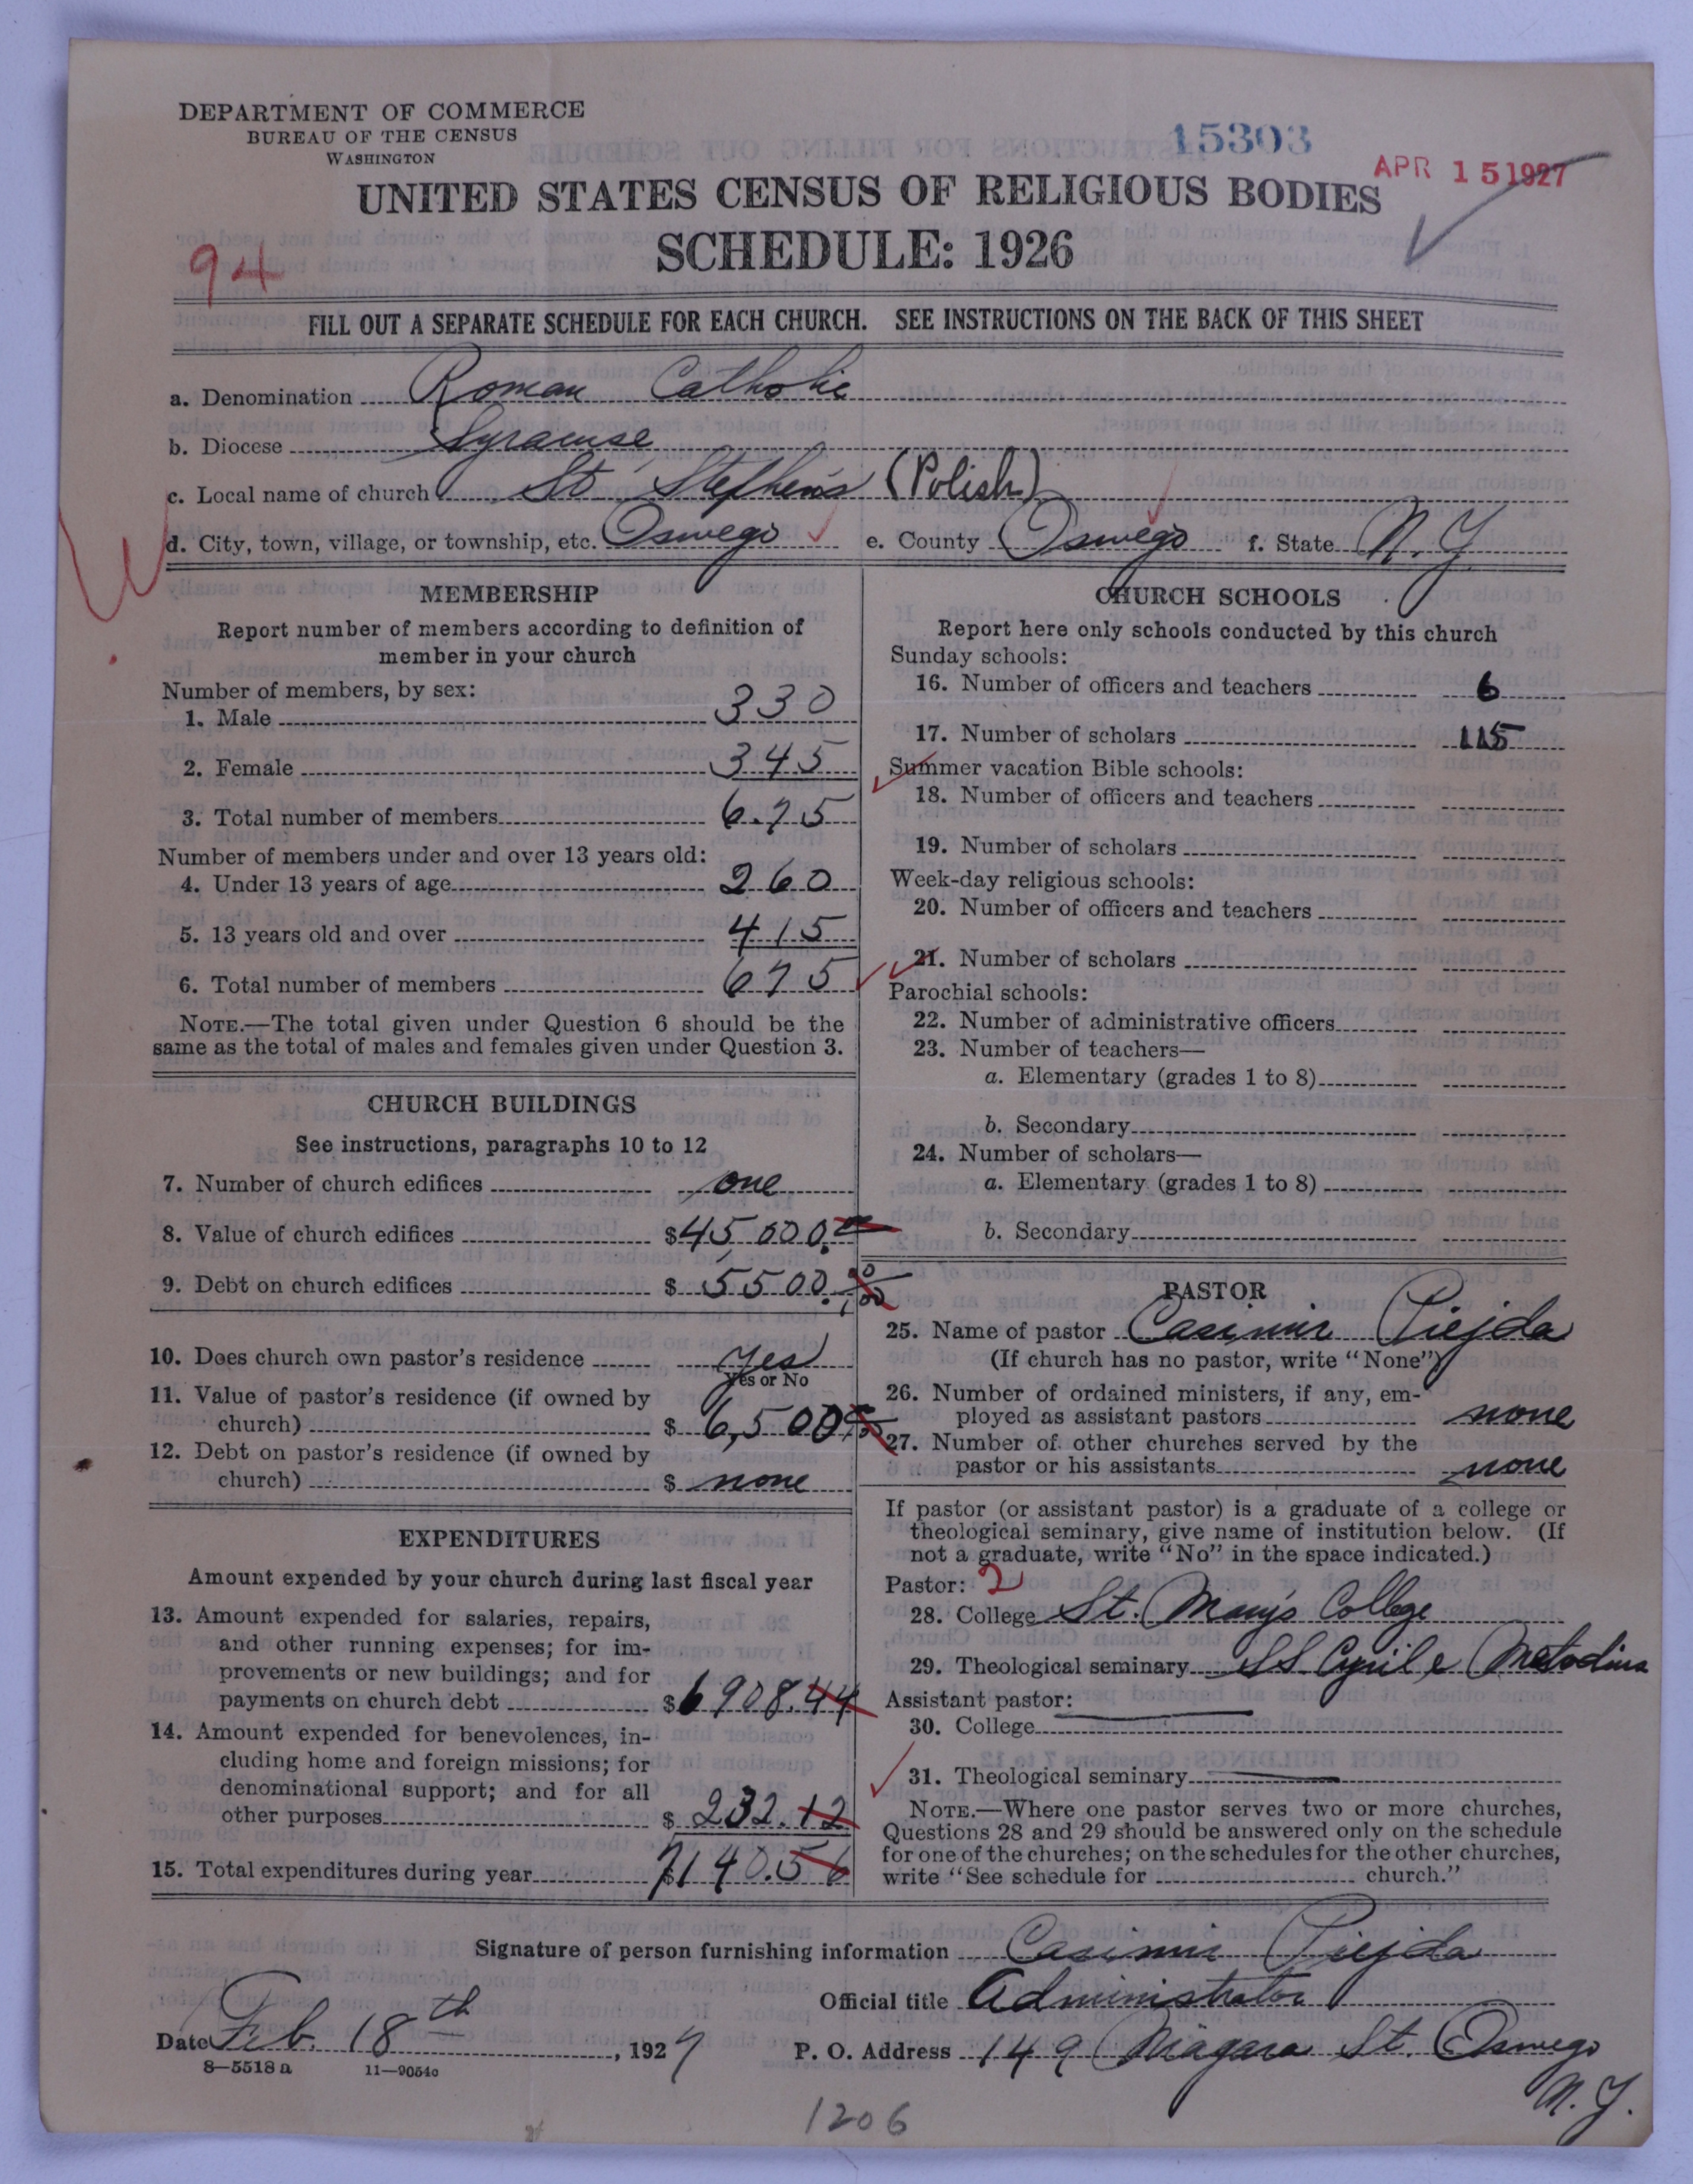 DEPARTMENT OF COMMERCE
BUREAU OF THE CENSUS
WASHINGTON
15303
APR 15 1927
UNITED STATES CENSUS OF RELIGIOUS BODIES
SCHEDULE: 1926
94
FILL OUT A SEPARATE SCHEDULE FOR EACH CHURCH. SEE INSTRUCTIONS ON THE BACK OF THIS SHEET
a. Denomination Roman Catholic
b. Diocese Syracuse
c. Local name of church St. Stephen's (Polish)
d. City, town, village, or township, etc. Oswego e. County Oswego f. State N.Y.
MEMBERSHIP
Report number of members according to definition of
member in your church
Number of members, by sex:
1. Male 330
2. Female 345
3. Total number of members 675
Number of members under and over 13 years old:
4. Under 13 years of age 260
5. 13 years old and over 415
6. Total number of members 675
NOTE.—The total given under Question 6 should be the
same as the total of males and females given under Question 3.
CHURCH BUILDINGS
See instructions, paragraphs 10 to 12
7. Number of church edifices one
8. Value of church edifices $45,000.00
9. Debt on church edifices $5500.00/100
10. Does church own pastor's residence Yes
Yes or No
11. Value of pastor's residence (if owned by
church) $6,500
12. Debt on pastor's residence (if owned by
church) $ none
EXPENDITURES
Amount expended by your church during last fiscal year
13. Amount expended for salaries, repairs,
and other running expenses; for im-
provements or new buildings; and for
payments on church debt $6908.44
14. Amount expended for benevolences, in-
cluding home and foreign missions; for
denominational support; and for all
other purposes $232.12
15. Total expenditures during year $7140.56
CHURCH SCHOOLS
Report here only schools conducted by this church
Sunday schools:
16. Number of officers and teachers 6
17. Number of scholars 115
Summer vacation Bible schools:
18. Number of officers and teachers
19. Number of scholars
Week-day religious schools:
20. Number of officers and teachers
21. Number of scholars
Parochial schools:
22. Number of administrative officers
23. Number of teachers—
a. Elementary (grades 1 to 8)
b. Secondary
24. Number of scholars—
a. Elementary (grades 1 to 8)
b. Secondary
PASTOR
25. Name of pastor Casimir Piejda
(If church has no pastor, write "None")
26. Number of ordained ministers, if any, em-
ployed as assistant pastors none
27. Number of other churches served by the
pastor or his assistants none
If pastor (or assistant pastor) is a graduate of a college or
theological seminary, give name of institution below. (If
not a graduate, write "No" in the space indicated.)
Pastor: 2
28. College St. Mary's College
29. Theological seminary SS Cyril e Metodius
Assistant pastor:
30. College
31. Theological seminary
NOTE.—Where one pastor serves two or more churches,
Questions 28 and 29 should be answered only on the schedule
for one of the churches; on the schedules for the other churches,
write "See schedule for church."
Signature of person furnishing information Casimir Piejda
Official title Administrator
Date Feb. 18th, 1927 P. O. Address 149 Niagara St. Oswego
N.Y.
8—5518 a 11—9054c
1206